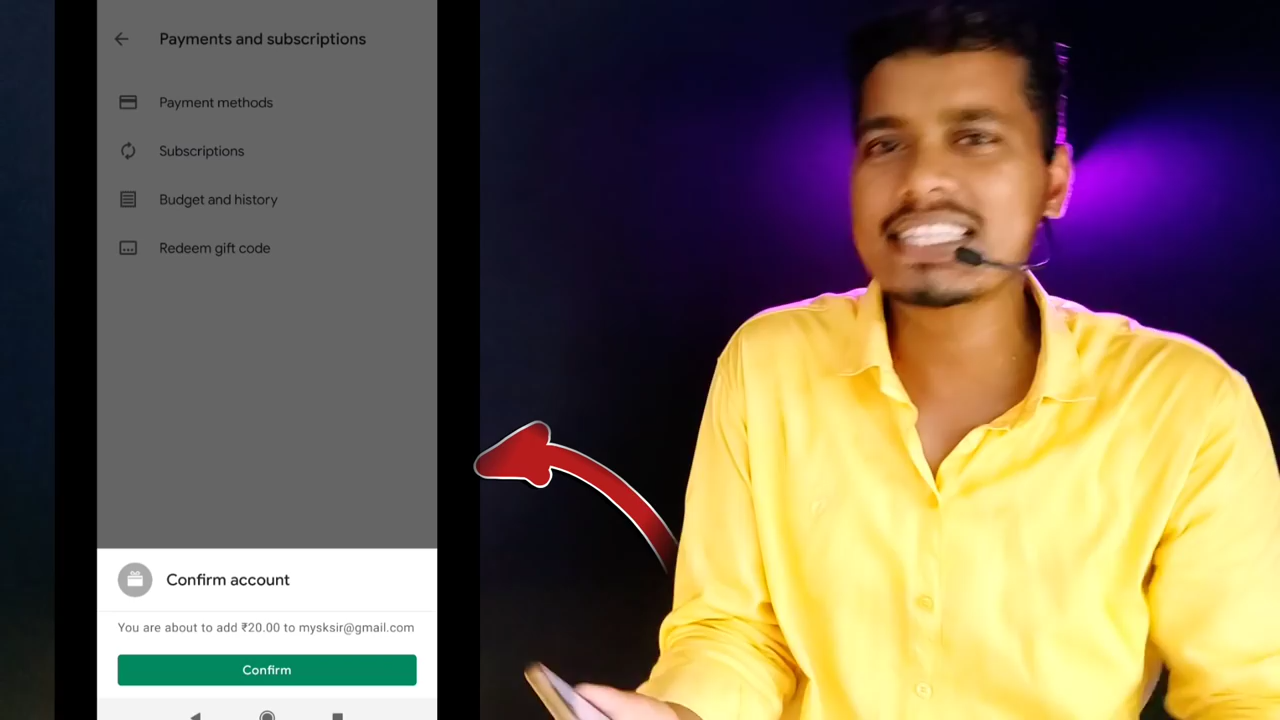 Payments and subscriptions
Payment methods
Subscriptions
Budget and history
Redeem gift code
Confirm account
You are about to add ₹20.00 to mysksir@gmail.com
Confirm